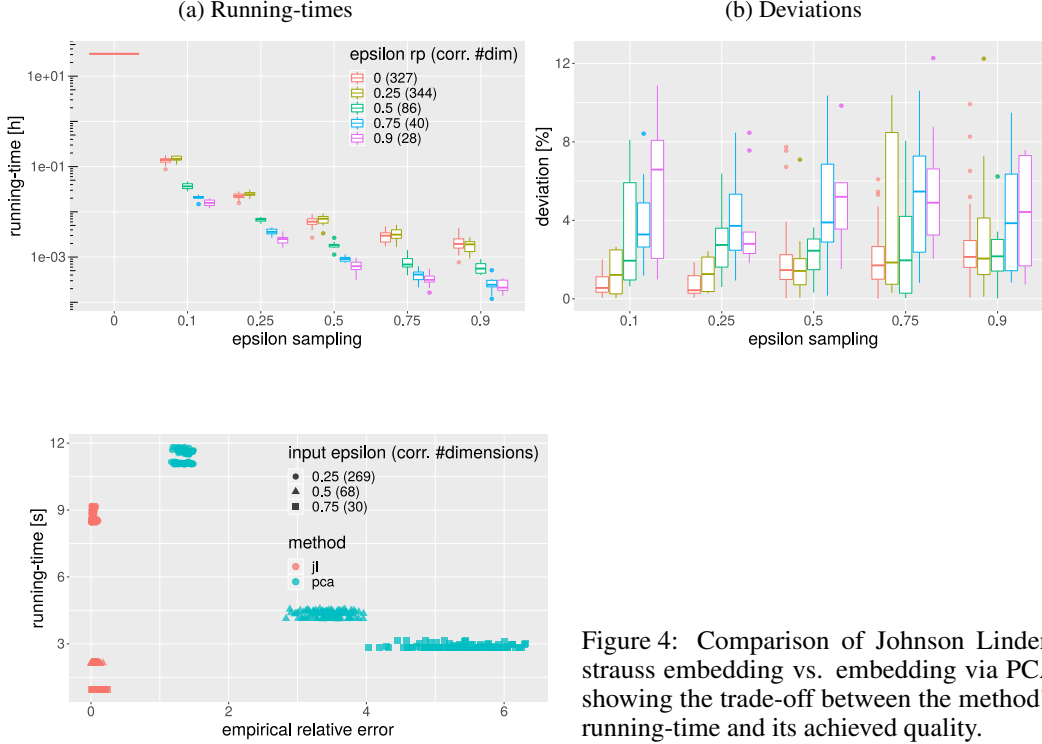 (a) Running-times
running-time [h]
1e+01
1e-01
1e-03
epsilon rp (corr. #dim)
0 (327)
0.25 (344)
0.5 (86)
0.75 (40)
0.9 (28)
0
0.1
0.25
0.5
0.75
0.9
epsilon sampling
(b) Deviations
deviation [%]
12
8
4
0
0.1
0.25
0.5
0.75
0.9
epsilon sampling
running-time [s]
12
9
6
3
input epsilon (corr. #dimensions)
0.25 (269)
0.5 (68)
0.75 (30)
method
jl
pca
0
2
4
6
empirical relative error
Figure 4: Comparison of Johnson Linden
strauss embedding vs. embedding via PCA
showing the trade-off between the method'
running-time and its achieved quality.